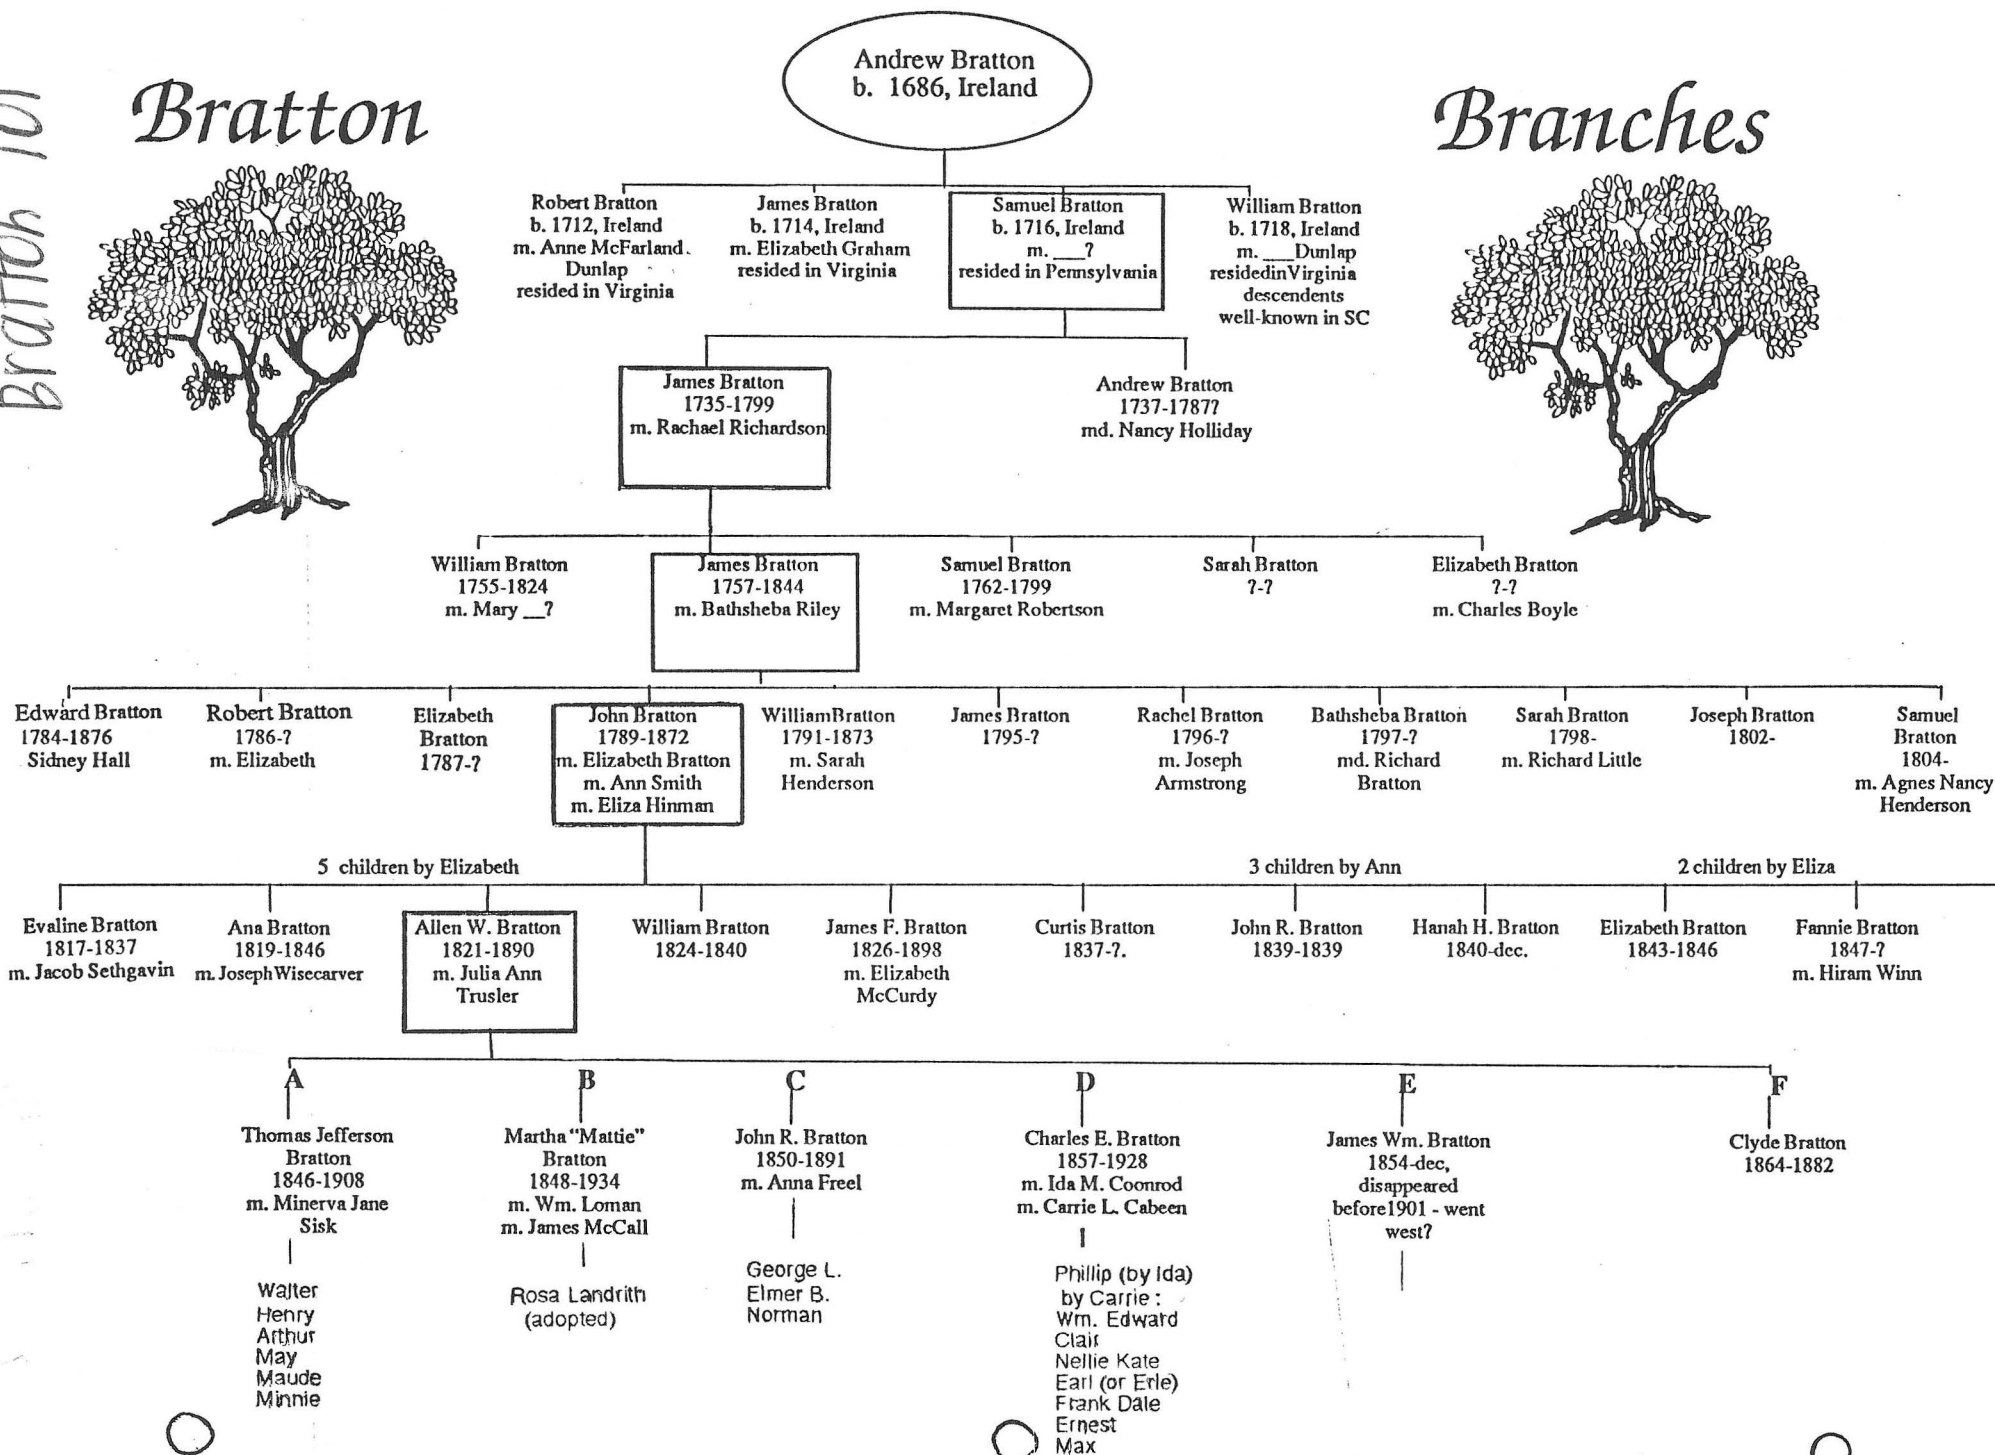 Bratton
Branches
Andrew Bratton
b. 1686, Ireland
Robert Bratton
b. 1712, Ireland
m. Anne McFarland
Dunlap
resided in Virginia
James Bratton
b. 1714, Ireland
m. Elizabeth Graham
resided in Virginia
Samuel Bratton
b. 1716, Ireland
m. ___?
resided in Pennsylvania
William Bratton
b. 1718, Ireland
m. ___Dunlap
residedinVirginia
descendents
well-known in SC
James Bratton
1735-1799
m. Rachael Richardson
Andrew Bratton
1737-1787?
md. Nancy Holliday
William Bratton
1755-1824
m. Mary __?
James Bratton
1757-1844
m. Bathsheba Riley
Samuel Bratton
1762-1799
m. Margaret Robertson
Sarah Bratton
?-?
Elizabeth Bratton
?-?
m. Charles Boyle
Edward Bratton
1784-1876
Sidney Hall
Robert Bratton
1786-?
m. Elizabeth
Elizabeth
Bratton
1787-?
John Bratton
1789-1872
m. Elizabeth Bratton
m. Ann Smith
m. Eliza Hinman
WilliamBratton
1791-1873
m. Sarah
Henderson
James Bratton
1795-?
Rachel Bratton
1796-?
m. Joseph
Armstrong
Bathsheba Bratton
1797-?
md. Richard
Bratton
Sarah Bratton
1798-
m. Richard Little
Joseph Bratton
1802-
Samuel
Bratton
1804-
m. Agnes Nancy
Henderson
5 children by Elizabeth
3 children by Ann
2 children by Eliza
Evaline Bratton
1817-1837
m. Jacob Sethgavin
Ana Bratton
1819-1846
m. JosephWisecarver
Allen W. Bratton
1821-1890
m. Julia Ann
Trusler
William Bratton
1824-1840
James F. Bratton
1826-1898
m. Elizabeth
McCurdy
Curtis Bratton
1837-?.
John R. Bratton
1839-1839
Hanah H. Bratton
1840-dec.
Elizabeth Bratton
1843-1846
Fannie Bratton
1847-?
m. Hiram Winn
A
B
C
D
E
F
Thomas Jefferson
Bratton
1846-1908
m. Minerva Jane
Sisk
Walter
Henry
Arthur
May
Maude
Minnie
Martha "Mattie"
Bratton
1848-1934
m. Wm. Loman
m. James McCall
Rosa Landrith
(adopted)
John R. Bratton
1850-1891
m. Anna Freel
George L.
Elmer B.
Norman
Charles E. Bratton
1857-1928
m. Ida M. Coonrod
m. Carrie L. Cabeen
Phillip (by Ida)
by Carrie :
Wm. Edward
Clair
Nellie Kate
Earl (or Erle)
Frank Dale
Ernest
Max
James Wm. Bratton
1854-dec,
disappeared
before1901 - went
west?
Clyde Bratton
1864-1882
Bratton